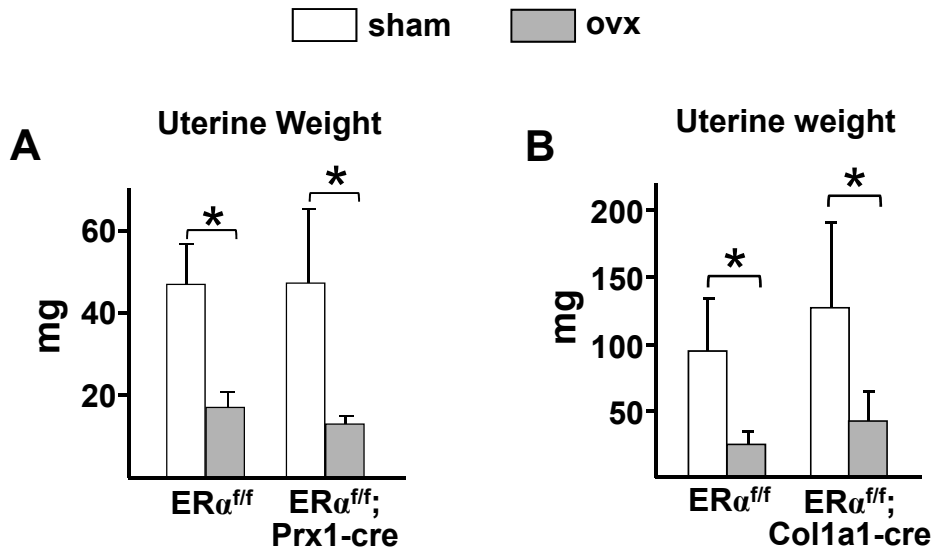 sham ovx
A Uterine Weight
mg
60
40
20
*
*
ERα^f/f
ERα^f/f;
Prx1-cre
B Uterine weight
mg
200
150
100
50
*
*
ERα^f/f
ERα^f/f;
Col1a1-cre